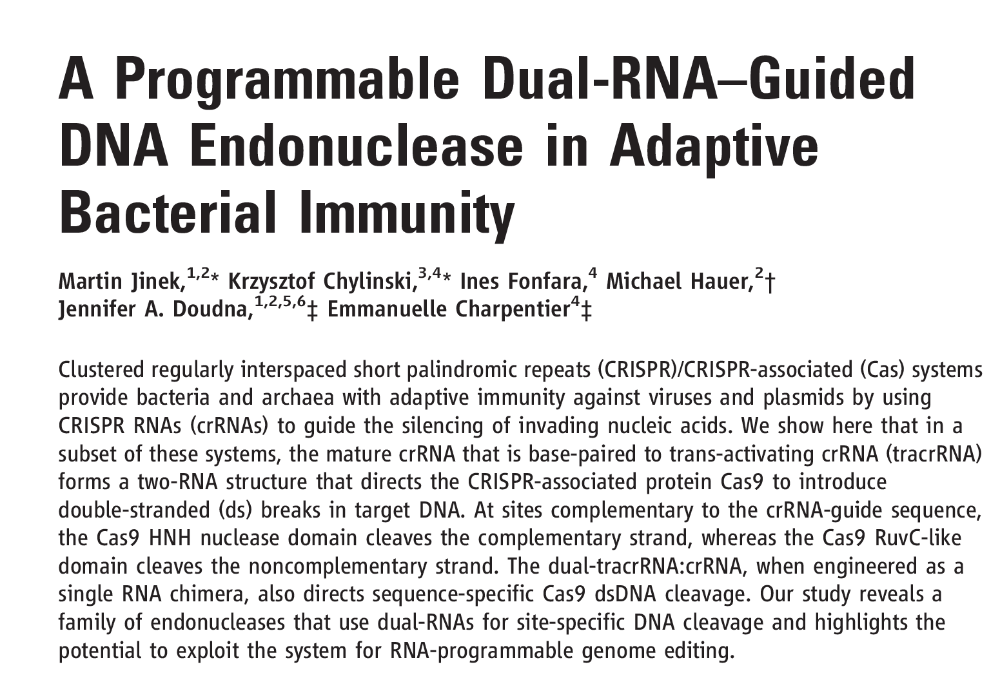 A Programmable Dual-RNA–Guided
DNA Endonuclease in Adaptive
Bacterial Immunity
Martin Jinek,1,2* Krzysztof Chylinski,3,4* Ines Fonfara,4 Michael Hauer,2†
Jennifer A. Doudna,1,2,5,6‡ Emmanuelle Charpentier4‡
Clustered regularly interspaced short palindromic repeats (CRISPR)/CRISPR-associated (Cas) systems
provide bacteria and archaea with adaptive immunity against viruses and plasmids by using
CRISPR RNAs (crRNAs) to guide the silencing of invading nucleic acids. We show here that in a
subset of these systems, the mature crRNA that is base-paired to trans-activating crRNA (tracrRNA)
forms a two-RNA structure that directs the CRISPR-associated protein Cas9 to introduce
double-stranded (ds) breaks in target DNA. At sites complementary to the crRNA-guide sequence,
the Cas9 HNH nuclease domain cleaves the complementary strand, whereas the Cas9 RuvC-like
domain cleaves the noncomplementary strand. The dual-tracrRNA:crRNA, when engineered as a
single RNA chimera, also directs sequence-specific Cas9 dsDNA cleavage. Our study reveals a
family of endonucleases that use dual-RNAs for site-specific DNA cleavage and highlights the
potential to exploit the system for RNA-programmable genome editing.